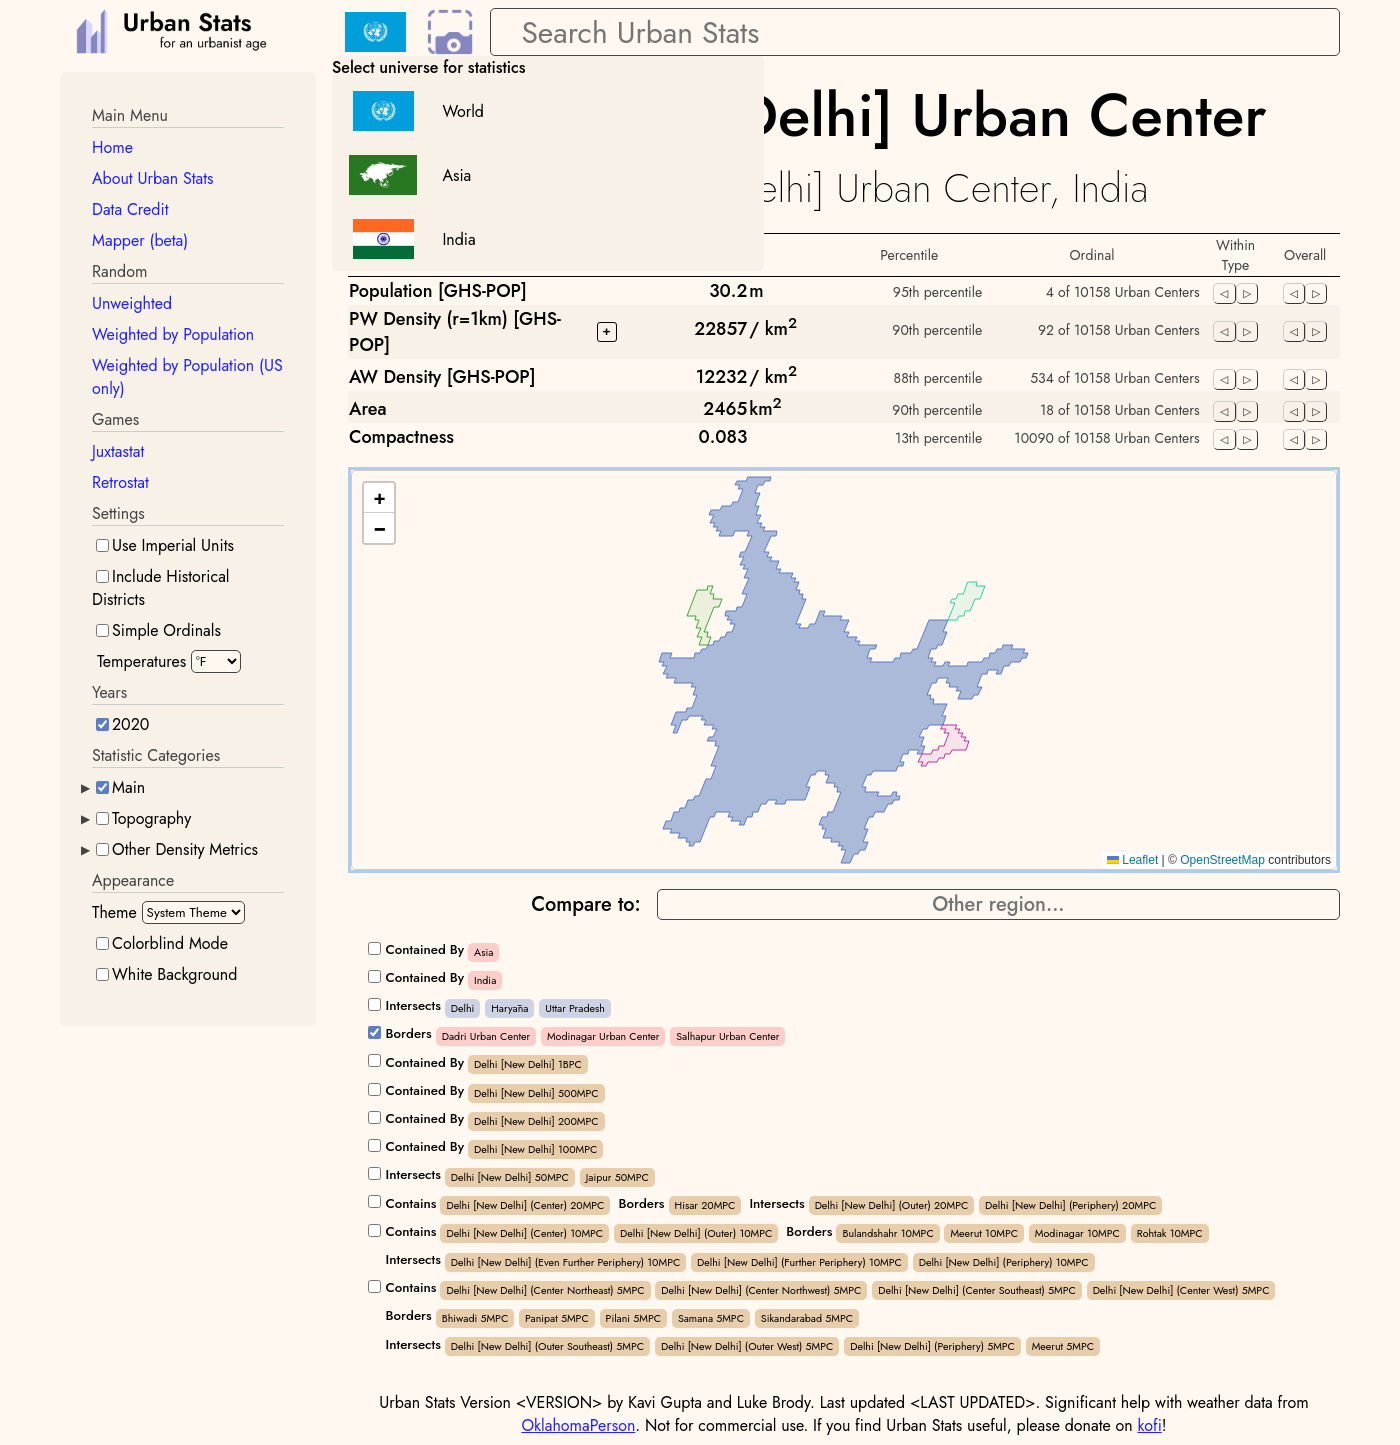 Urban Stats
for an urbanist age
Search Urban Stats
Select universe for statistics
World
Asia
India
Delhi] Urban Center
elhi] Urban Center, India
Main Menu
Home
About Urban Stats
Data Credit
Mapper (beta)
Random
Unweighted
Weighted by Population
Weighted by Population (US
only)
Games
Juxtastat
Retrostat
Settings
Use Imperial Units
Include Historical
Districts
Simple Ordinals
Temperatures °F
Years
2020
Statistic Categories
Main
Topography
Other Density Metrics
Appearance
Theme System Theme
Colorblind Mode
White Background
Percentile Ordinal Within Type Overall
Population [GHS-POP] 30.2 m 95th percentile 4 of 10158 Urban Centers
PW Density (r=1km) [GHS-
POP] + 22857 / km2 90th percentile 92 of 10158 Urban Centers
AW Density [GHS-POP] 12232 / km2 88th percentile 534 of 10158 Urban Centers
Area 2465 km2 90th percentile 18 of 10158 Urban Centers
Compactness 0.083 13th percentile 10090 of 10158 Urban Centers
+
−
Leaflet | © OpenStreetMap contributors
Compare to: Other region...
Contained By Asia
Contained By India
Intersects Delhi Haryāna Uttar Pradesh
Borders Dadri Urban Center Modinagar Urban Center Salhapur Urban Center
Contained By Delhi [New Delhi] 1BPC
Contained By Delhi [New Delhi] 500MPC
Contained By Delhi [New Delhi] 200MPC
Contained By Delhi [New Delhi] 100MPC
Intersects Delhi [New Delhi] 50MPC Jaipur 50MPC
Contains Delhi [New Delhi] (Center) 20MPC Borders Hisar 20MPC Intersects Delhi [New Delhi] (Outer) 20MPC Delhi [New Delhi] (Periphery) 20MPC
Contains Delhi [New Delhi] (Center) 10MPC Delhi [New Delhi] (Outer) 10MPC Borders Bulandshahr 10MPC Meerut 10MPC Modinagar 10MPC Rohtak 10MPC
Intersects Delhi [New Delhi] (Even Further Periphery) 10MPC Delhi [New Delhi] (Further Periphery) 10MPC Delhi [New Delhi] (Periphery) 10MPC
Contains Delhi [New Delhi] (Center Northeast) 5MPC Delhi [New Delhi] (Center Northwest) 5MPC Delhi [New Delhi] (Center Southeast) 5MPC Delhi [New Delhi] (Center West) 5MPC
Borders Bhiwadi 5MPC Panipat 5MPC Pilani 5MPC Samana 5MPC Sikandarabad 5MPC
Intersects Delhi [New Delhi] (Outer Southeast) 5MPC Delhi [New Delhi] (Outer West) 5MPC Delhi [New Delhi] (Periphery) 5MPC Meerut 5MPC
Urban Stats Version <VERSION> by Kavi Gupta and Luke Brody. Last updated <LAST UPDATED>. Significant help with weather data from
OklahomaPerson. Not for commercial use. If you find Urban Stats useful, please donate on kofi!